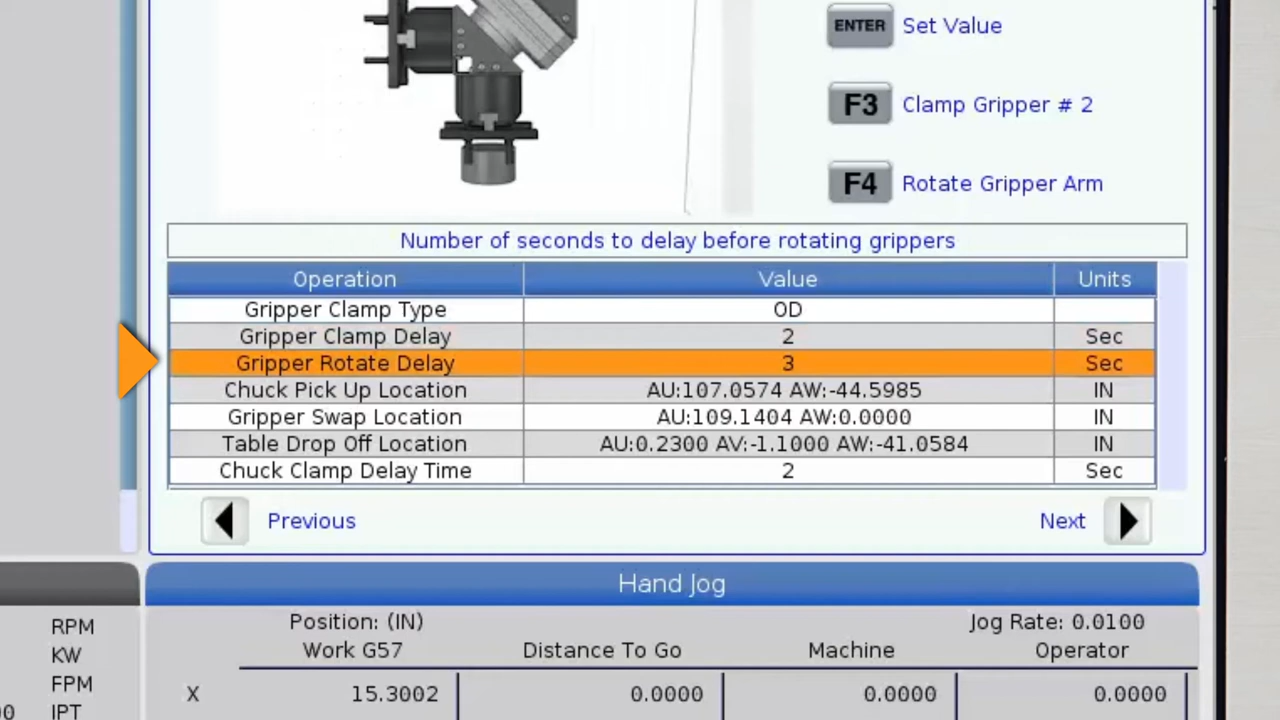 ENTER Set Value
F3 Clamp Gripper # 2
F4 Rotate Gripper Arm
Number of seconds to delay before rotating grippers
Operation Value Units
Gripper Clamp Type OD
Gripper Clamp Delay 2 Sec
Gripper Rotate Delay 3 Sec
Chuck Pick Up Location AU:107.0574 AW:-44.5985 IN
Gripper Swap Location AU:109.1404 AW:0.0000 IN
Table Drop Off Location AU:0.2300 AV:-1.1000 AW:-41.0584 IN
Chuck Clamp Delay Time 2 Sec
Previous Next
Hand Jog
Position: (IN) Jog Rate: 0.0100
Work G57 Distance To Go Machine Operator
X 15.3002 0.0000 0.0000 0.0000
RPM
KW
FPM
IPT